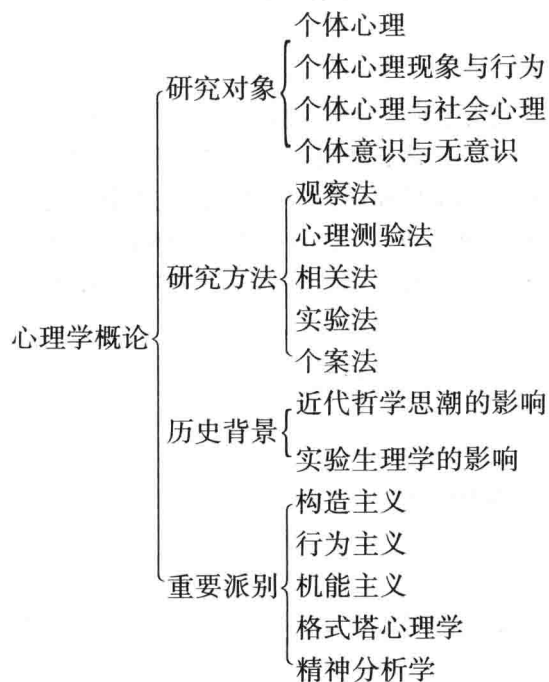 心理学概论
研究对象
个体心理
个体心理现象与行为
个体心理与社会心理
个体意识与无意识
研究方法
观察法
心理测验法
相关法
实验法
个案法
历史背景
近代哲学思潮的影响
实验生理学的影响
重要派别
构造主义
行为主义
机能主义
格式塔心理学
精神分析学